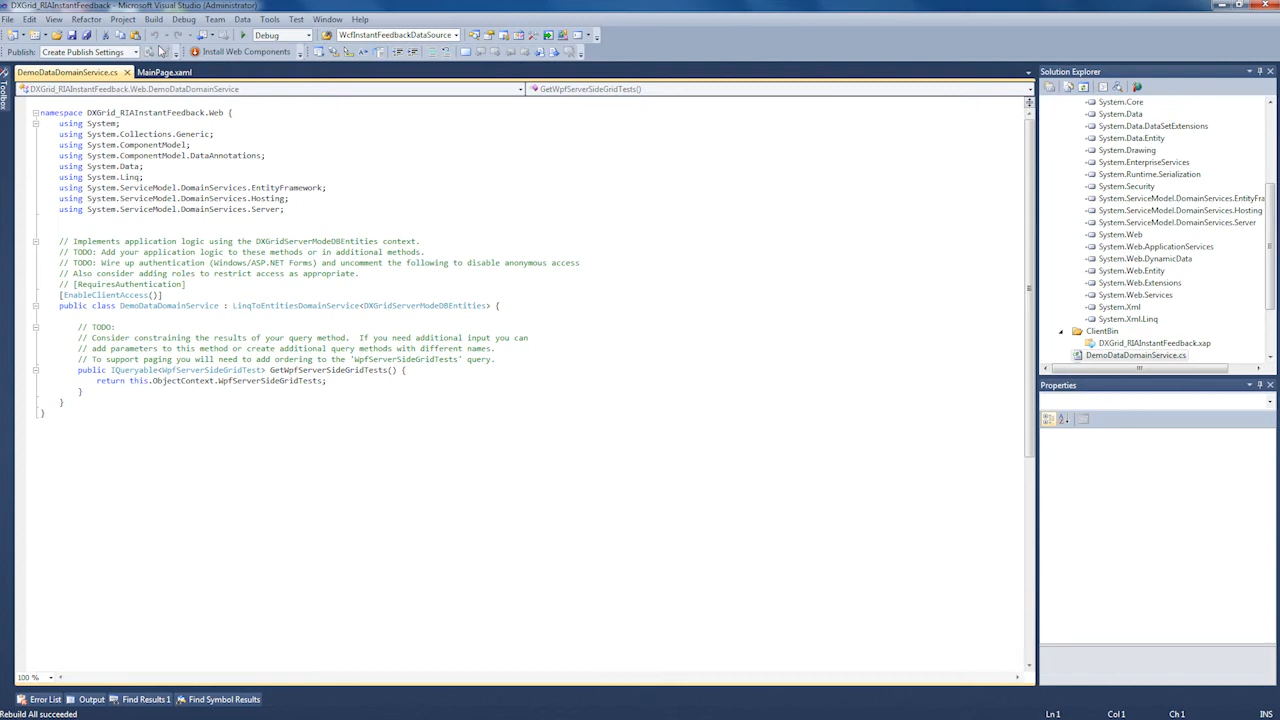 DXGrid_RIAInstantFeedback - Microsoft Visual Studio (Administrator)
File Edit View Refactor Project Build Debug Team Data Tools Test Window Help
Debug WcfInstantFeedbackDataSource
Publish: Create Publish Settings Install Web Components
DemoDataDomainService.cs MainPage.xaml
DXGrid_RIAInstantFeedback.Web.DemoDataDomainService GetWpfServerSideGridTests()
namespace DXGrid_RIAInstantFeedback.Web {
using System;
using System.Collections.Generic;
using System.ComponentModel;
using System.ComponentModel.DataAnnotations;
using System.Data;
using System.Linq;
using System.ServiceModel.DomainServices.EntityFramework;
using System.ServiceModel.DomainServices.Hosting;
using System.ServiceModel.DomainServices.Server;
// Implements application logic using the DXGridServerModeDBEntities context.
// TODO: Add your application logic to these methods or in additional methods.
// TODO: Wire up authentication (Windows/ASP.NET Forms) and uncomment the following to disable anonymous access
// Also consider adding roles to restrict access as appropriate.
// [RequiresAuthentication]
[EnableClientAccess()]
public class DemoDataDomainService : LinqToEntitiesDomainService<DXGridServerModeDBEntities> {
// TODO:
// Consider constraining the results of your query method.  If you need additional input you can
// add parameters to this method or create additional query methods with different names.
// To support paging you will need to add ordering to the 'WpfServerSideGridTests' query.
public IQueryable<WpfServerSideGridTest> GetWpfServerSideGridTests() {
return this.ObjectContext.WpfServerSideGridTests;
}
}
}
100 %
Solution Explorer
System.Core
System.Data
System.Data.DataSetExtensions
System.Data.Entity
System.Drawing
System.EnterpriseServices
System.Runtime.Serialization
System.Security
System.ServiceModel.DomainServices.EntityFra
System.ServiceModel.DomainServices.Hosting
System.ServiceModel.DomainServices.Server
System.Web
System.Web.ApplicationServices
System.Web.DynamicData
System.Web.Entity
System.Web.Extensions
System.Web.Services
System.Xml
System.Xml.Linq
ClientBin
DXGrid_RIAInstantFeedback.xap
DemoDataDomainService.cs
Properties
Toolbox
Error List Output Find Results 1 Find Symbol Results
Rebuild All succeeded Ln 1 Col 1 Ch 1 INS